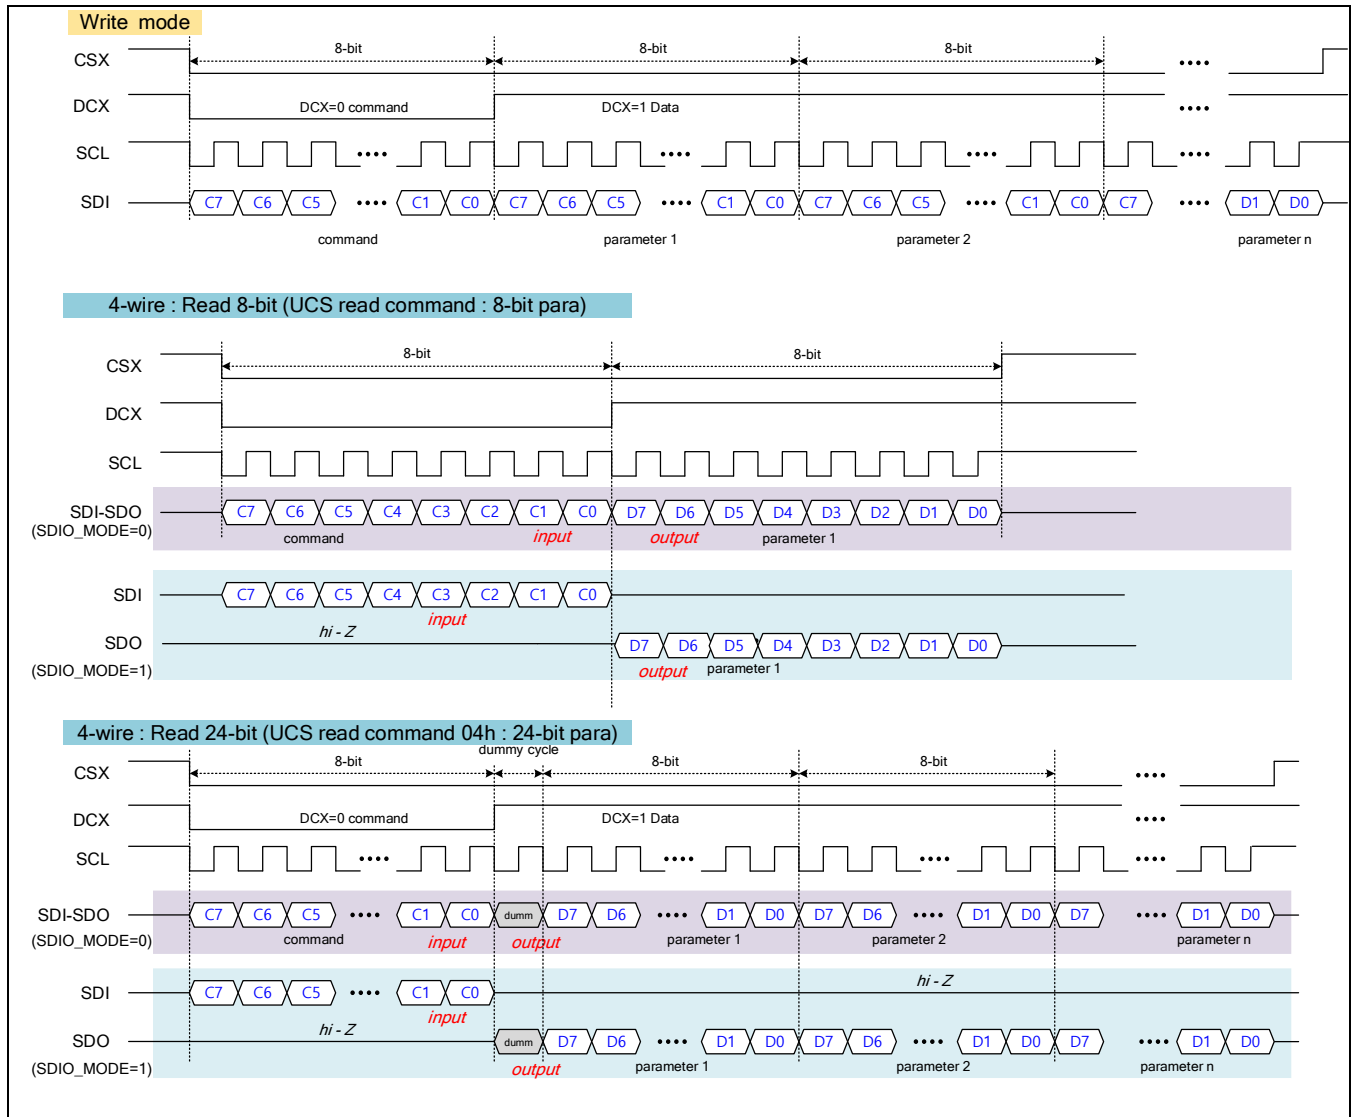 Write mode
8-bit 8-bit 8-bit
CSX ••••
DCX DCX=0 command DCX=1 Data ••••
SCL •••• •••• •••• ••••
SDI C7 C6 C5 •••• C1 C0 C7 C6 C5 •••• C1 C0 C7 C6 C5 •••• C1 C0 C7 •••• D1 D0
command parameter 1 parameter 2 parameter n
4-wire : Read 8-bit (UCS read command : 8-bit para)
8-bit 8-bit
CSX
DCX
SCL
SDI-SDO C7 C6 C5 C4 C3 C2 C1 C0 D7 D6 D5 D4 D3 D2 D1 D0
(SDIO_MODE=0) command input output parameter 1
SDI C7 C6 C5 C4 C3 C2 C1 C0
input
hi - Z
SDO D7 D6 D5 D4 D3 D2 D1 D0
(SDIO_MODE=1) output parameter 1
4-wire : Read 24-bit (UCS read command 04h : 24-bit para)
dummy cycle
8-bit 8-bit 8-bit
CSX ••••
DCX DCX=0 command DCX=1 Data ••••
SCL •••• •••• •••• ••••
SDI-SDO C7 C6 C5 •••• C1 C0 dumm D7 D6 •••• D1 D0 D7 D6 •••• D1 D0 D7 •••• D1 D0
(SDIO_MODE=0) command input output parameter 1 parameter 2 parameter n
hi - Z
SDI C7 C6 C5 •••• C1 C0
input
hi - Z
SDO dumm D7 D6 •••• D1 D0 D7 D6 •••• D1 D0 D7 •••• D1 D0
(SDIO_MODE=1) output parameter 1 parameter 2 parameter n